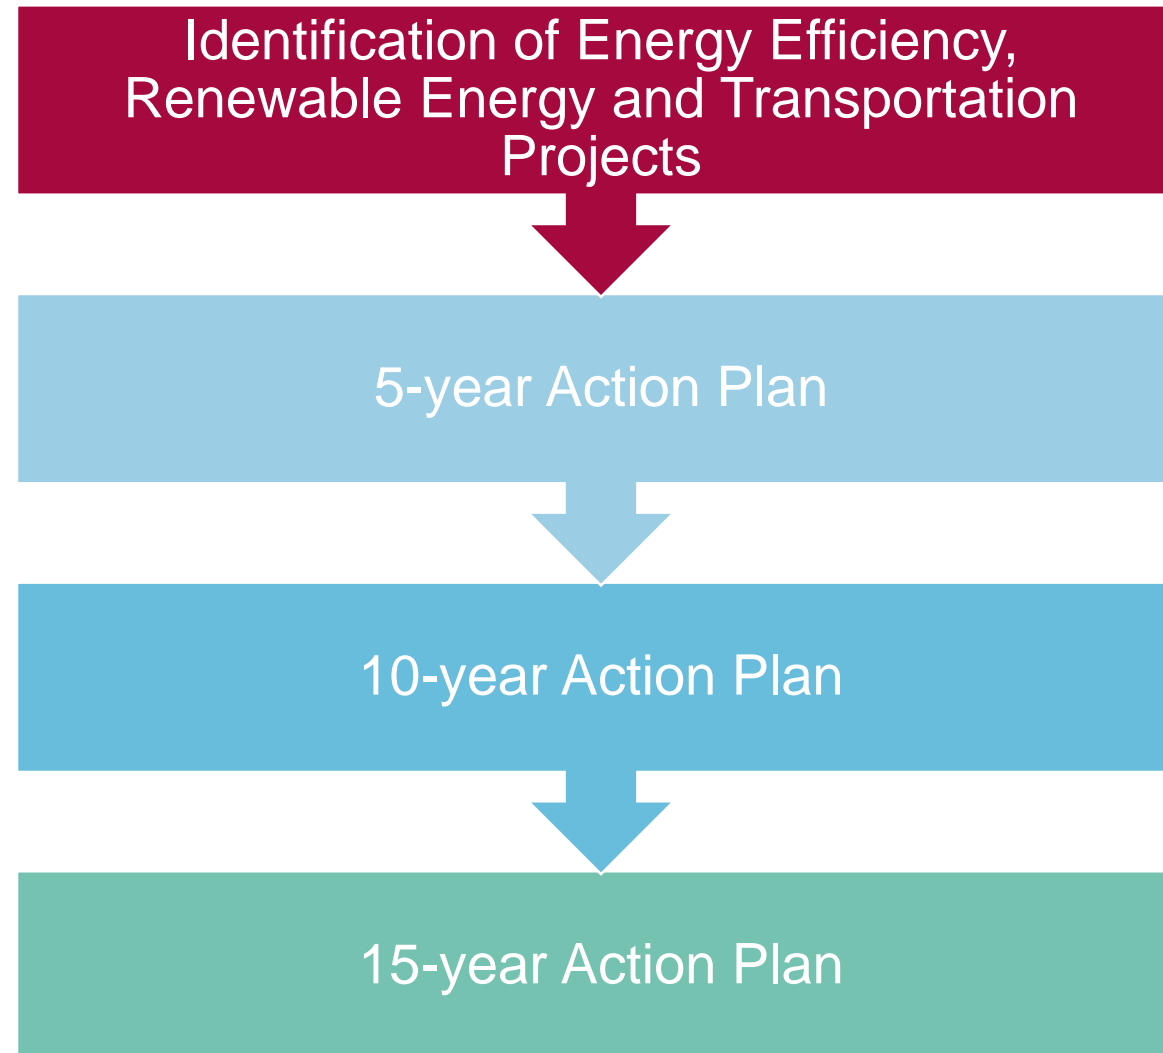 Identification of Energy Efficiency,
Renewable Energy and Transportation
Projects
5-year Action Plan
10-year Action Plan
15-year Action Plan